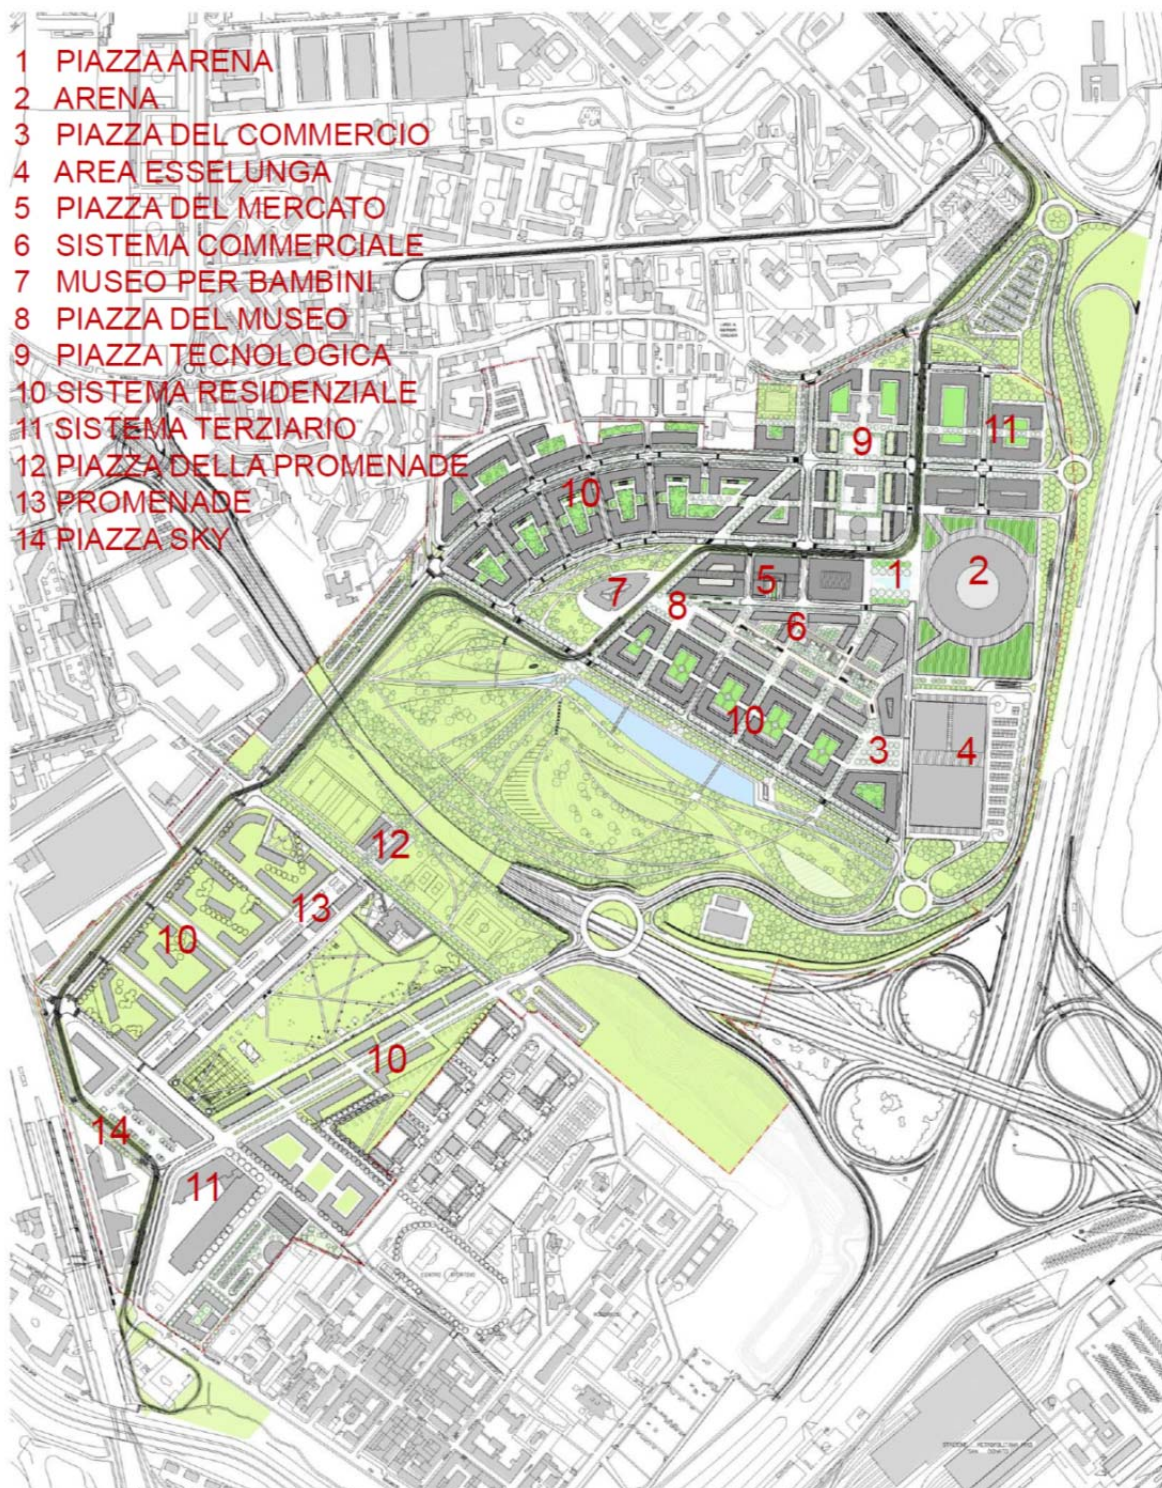 1 PIAZZA ARENA
2 ARENA
3 PIAZZA DEL COMMERCIO
4 AREA ESSELUNGA
5 PIAZZA DEL MERCATO
6 SISTEMA COMMERCIALE
7 MUSEO PER BAMBINI
8 PIAZZA DEL MUSEO
9 PIAZZA TECNOLOGICA
10 SISTEMA RESIDENZIALE
11 SISTEMA TERZIARIO
12 PIAZZA DELLA PROMENADE
13 PROMENADE
14 PIAZZA SKY
9
11
10
2
7
5
1
8
6
10
3
4
12
13
10
10
14
11
CENTRO SPORTIVO